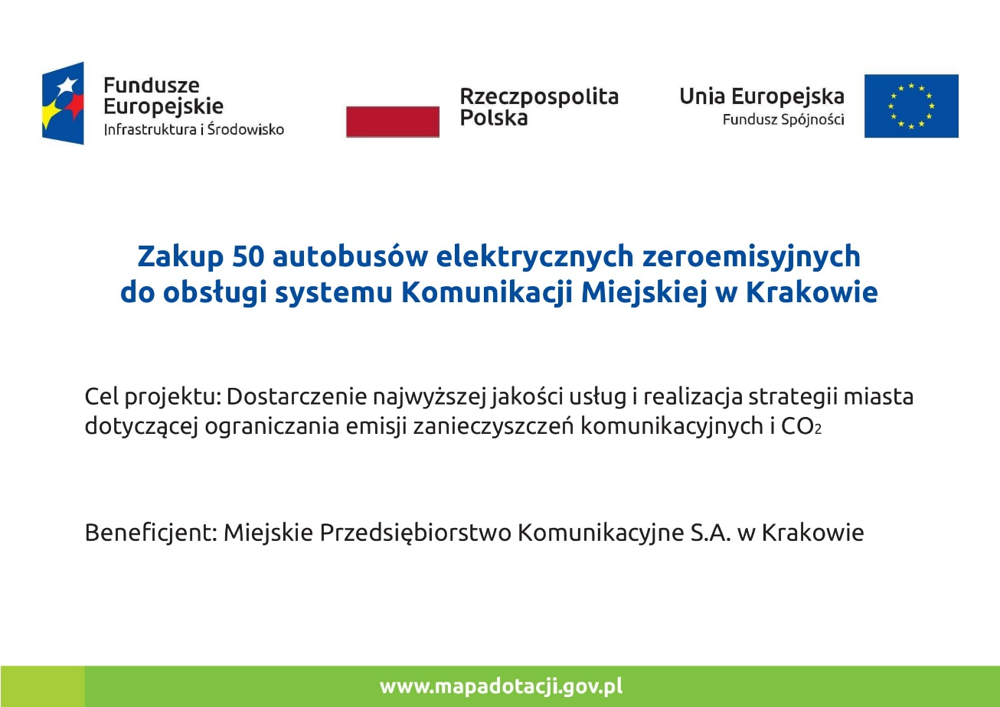 Fundusze
Europejskie
Infrastruktura i Środowisko
Rzeczpospolita
Polska
Unia Europejska
Fundusz Spójności
Zakup 50 autobusów elektrycznych zeroemisyjnych
do obsługi systemu Komunikacji Miejskiej w Krakowie
Cel projektu: Dostarczenie najwyższej jakości usług i realizacja strategii miasta
dotyczącej ograniczania emisji zanieczyszczeń komunikacyjnych i CO₂
Beneficjent: Miejskie Przedsiębiorstwo Komunikacyjne S.A. w Krakowie
www.mapadotacji.gov.pl